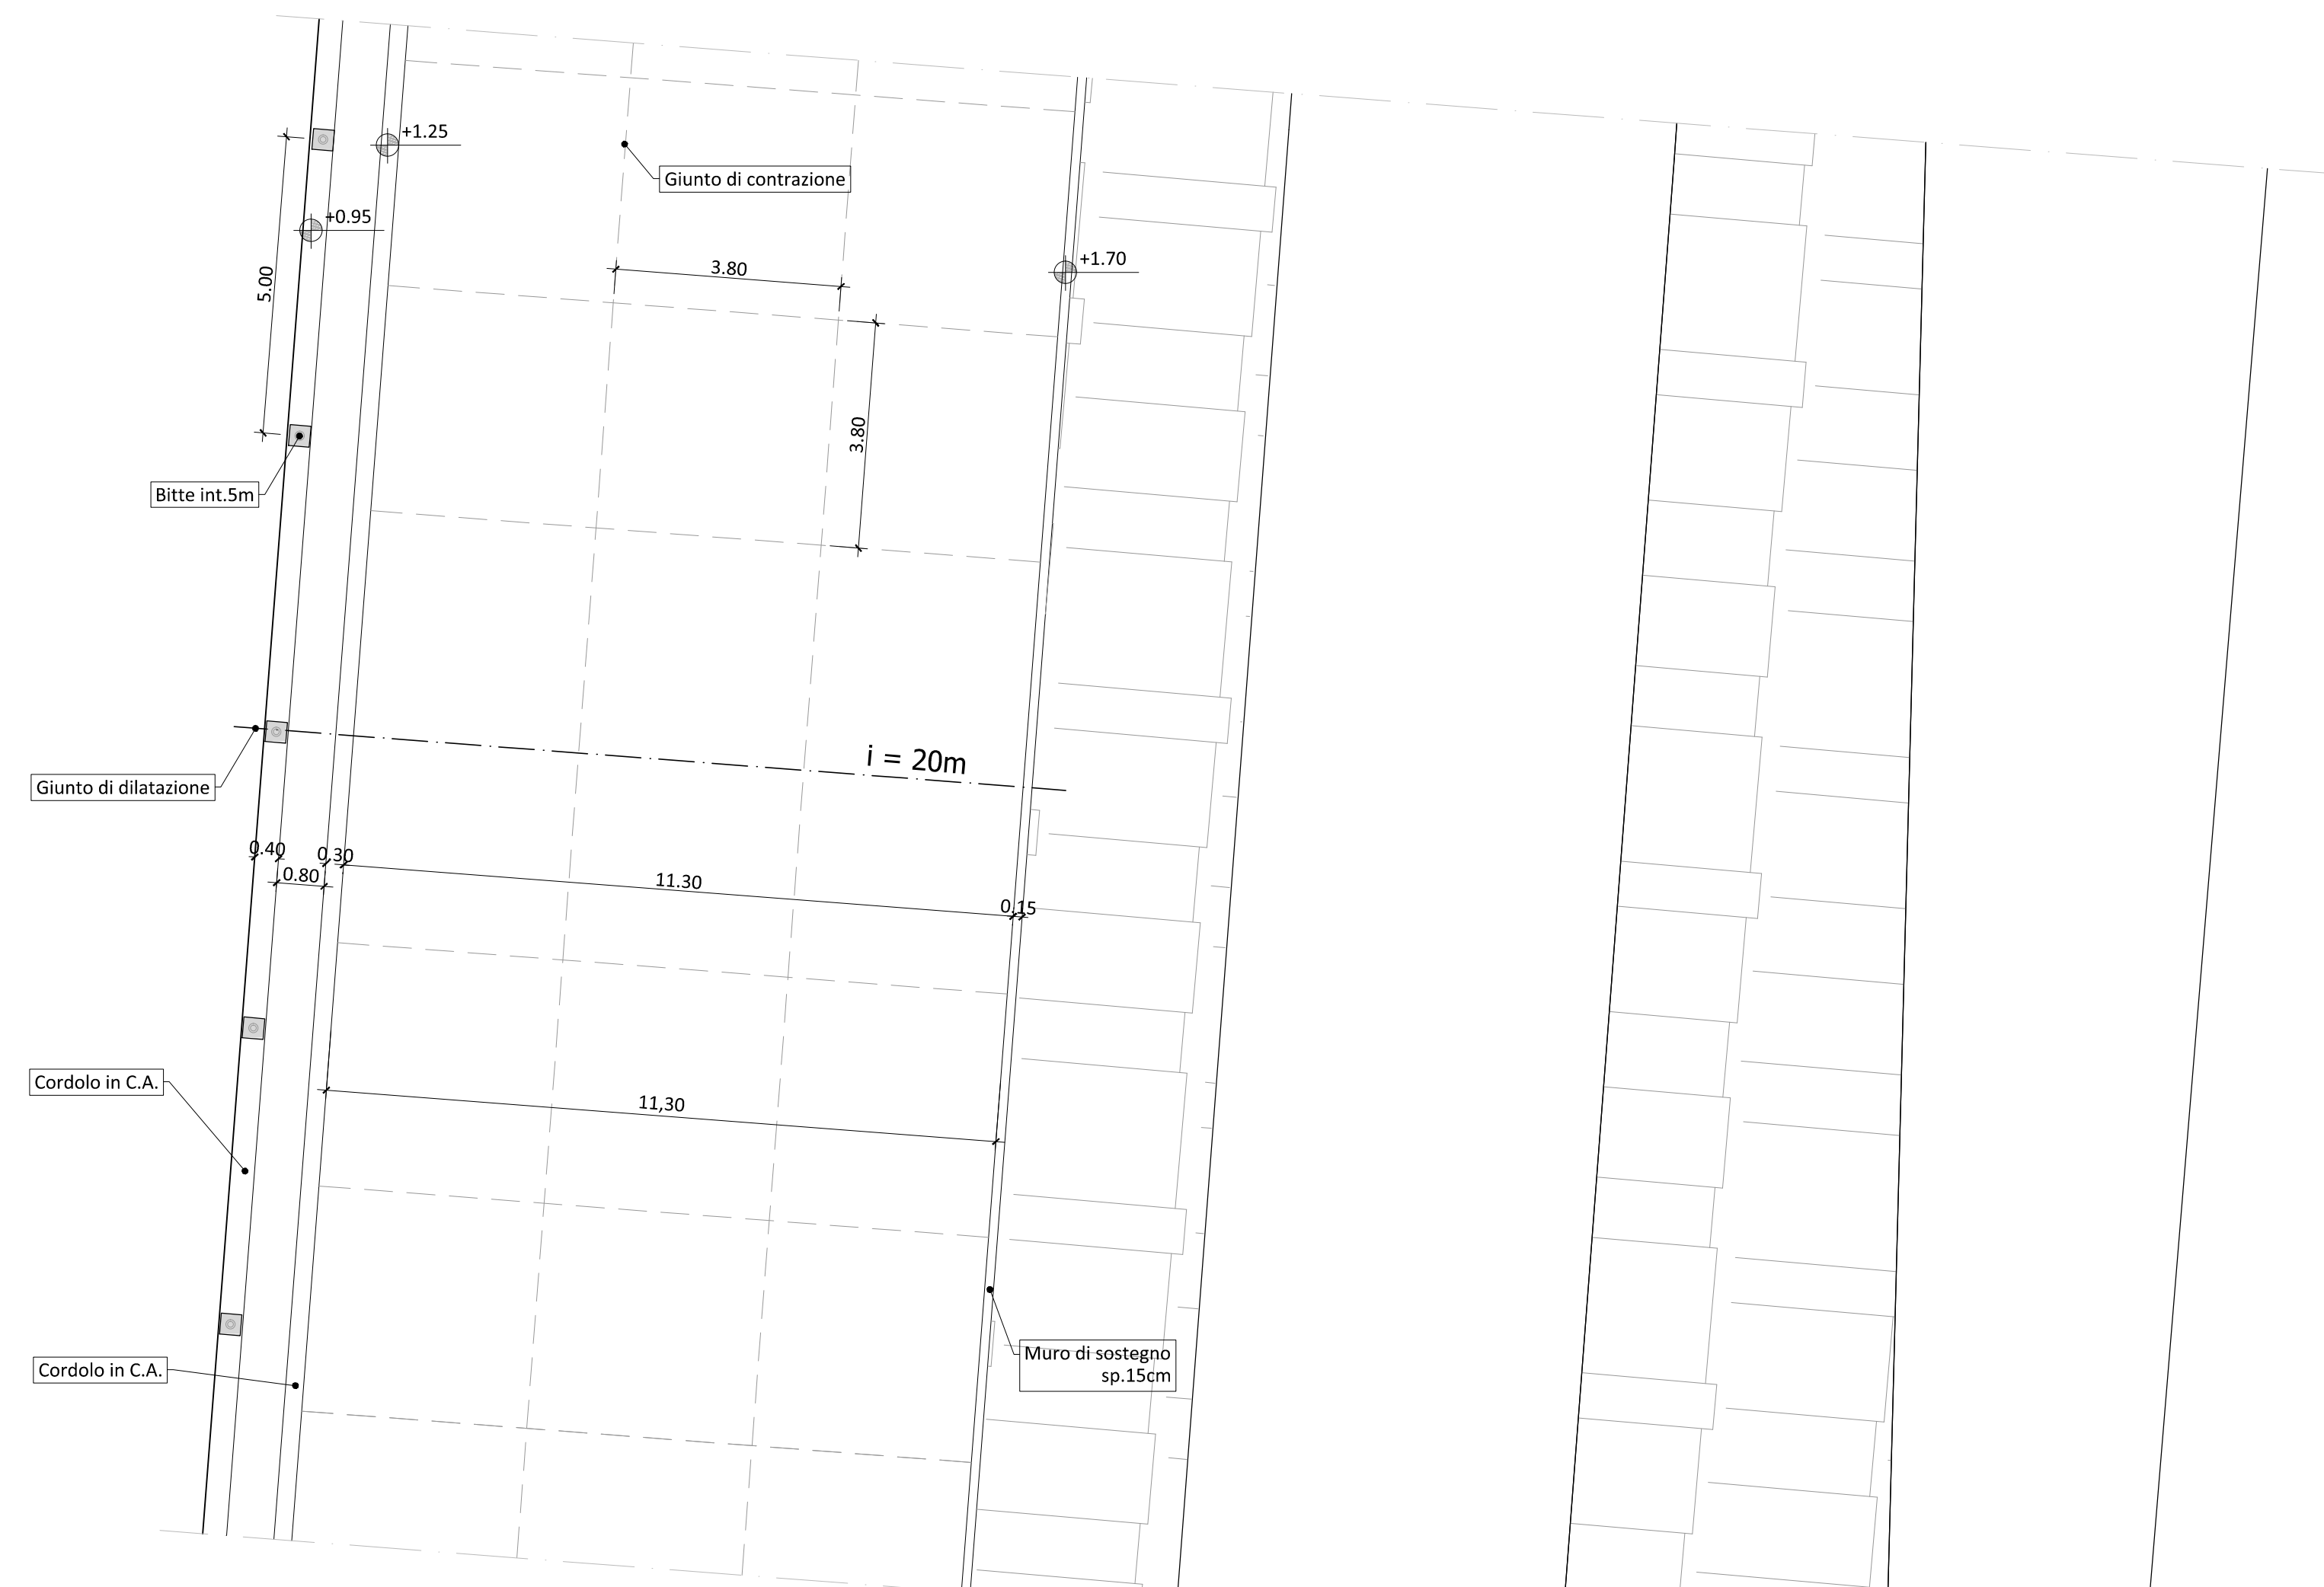 +1.25
Giunto di contrazione
+0.95
+1.70
3.80
5.00
3.80
Bitte int.5m
i = 20m
Giunto di dilatazione
0.40
0.30
0.80
11.30
0.15
Cordolo in C.A.
11,30
Muro di sostegno
sp.15cm
Cordolo in C.A.